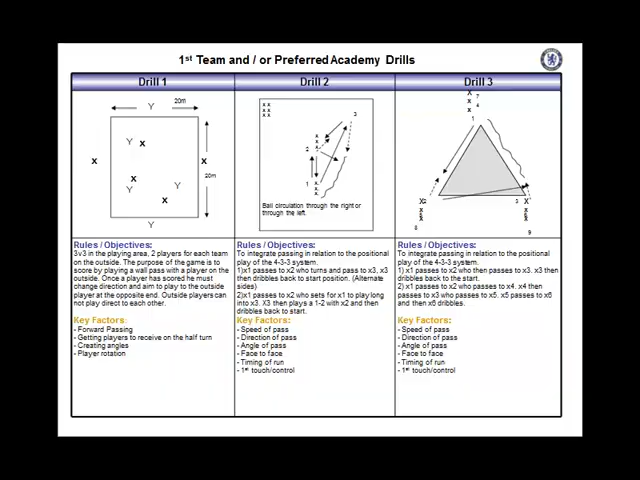 1st Team and / or Preferred Academy Drills
Drill 1
Drill 2
Drill 3
20m
Y
Y
X
X
X
20m
X
Y
Y
X
Y
X X
X X
X X
3
X
X
2
X
1
X
X
Ball circulation through the right or
through the left.
X
7
X
4
X
1
X
2
X
X
8
3
X
X
X
9
Rules / Objectives:
3v3 in the playing area, 2 players for each team
on the outside. The purpose of the game is to
score by playing a wall pass with a player on the
outside. Once a player has scored he must
change direction and aim to play to the outside
player at the opposite end. Outside players can
not play direct to each other.
Key Factors:
- Forward Passing
- Getting players to receive on the half turn
- Creating angles
- Player rotation
Rules / Objectives:
To integrate passing in relation to the positional
play of the 4-3-3 system.
1)x1 passes to x2 who turns and pass to x3, x3
then dribbles back to start position. (Alternate
sides)
2)x1 passes to x2 who sets for x1 to play long
into x3. X3 then plays a 1-2 with x2 and then
dribbles back to start.
Key Factors:
- Speed of pass
- Direction of pass
- Angle of pass
- Face to face
- Timing of run
- 1st touch/control
Rules / Objectives:
To integrate passing in relation to the positional
play of the 4-3-3 system.
1) x1 passes to x2 who then passes to x3. x3 then
dribbles back to the start.
2) x1 passes to x2 who passes to x4. x4 then
passes to x3 who passes to x5. x5 passes to x6
and then x6 dribbles.
Key Factors:
- Speed of pass
- Direction of pass
- Angle of pass
- Face to face
- Timing of run
- 1st touch/control